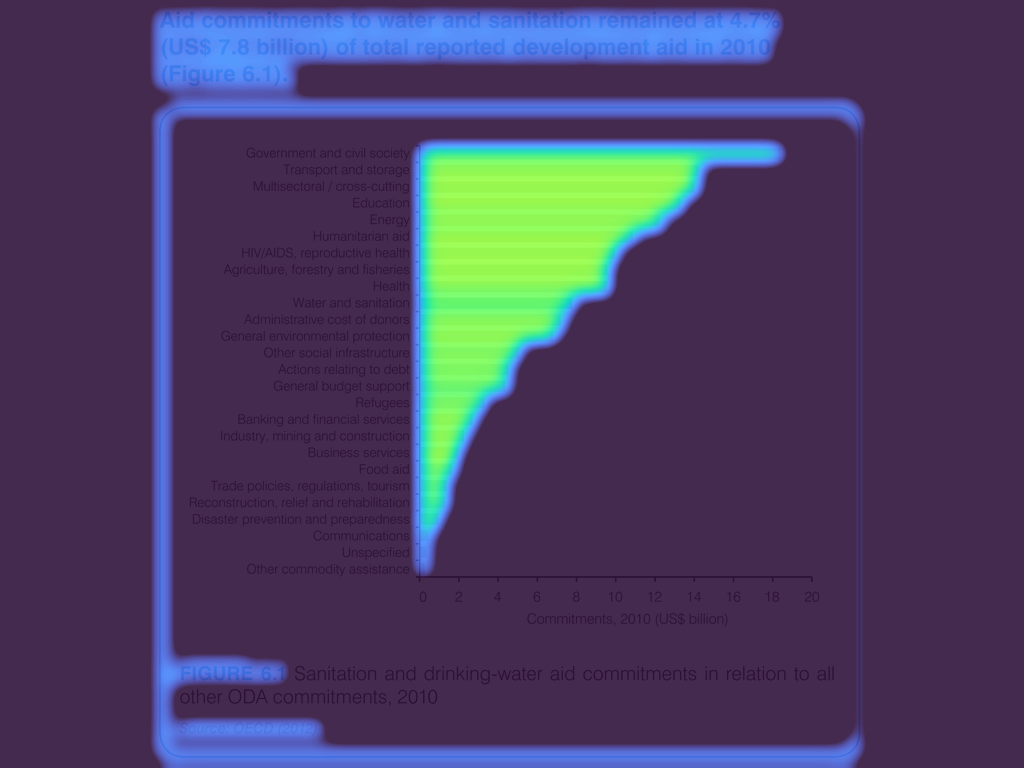 Aid commitments to water and sanitation remained at 4.7%
(US$ 7.8 billion) of total reported development aid in 2010
(Figure 6.1).
Government and civil society
Transport and storage
Multisectoral / cross-cutting
Education
Energy
Humanitarian aid
HIV/AIDS, reproductive health
Agriculture, forestry and fisheries
Health
Water and sanitation
Administrative cost of donors
General environmental protection
Other social infrastructure
Actions relating to debt
General budget support
Refugees
Banking and financial services
Industry, mining and construction
Business services
Food aid
Trade policies, regulations, tourism
Reconstruction, relief and rehabilitation
Disaster prevention and preparedness
Communications
Unspecified
Other commodity assistance
0 2 4 6 8 10 12 14 16 18 20
Commitments, 2010 (US$ billion)
FIGURE 6.1 Sanitation and drinking-water aid commitments in relation to all
other ODA commitments, 2010
Source: OECD (2012)